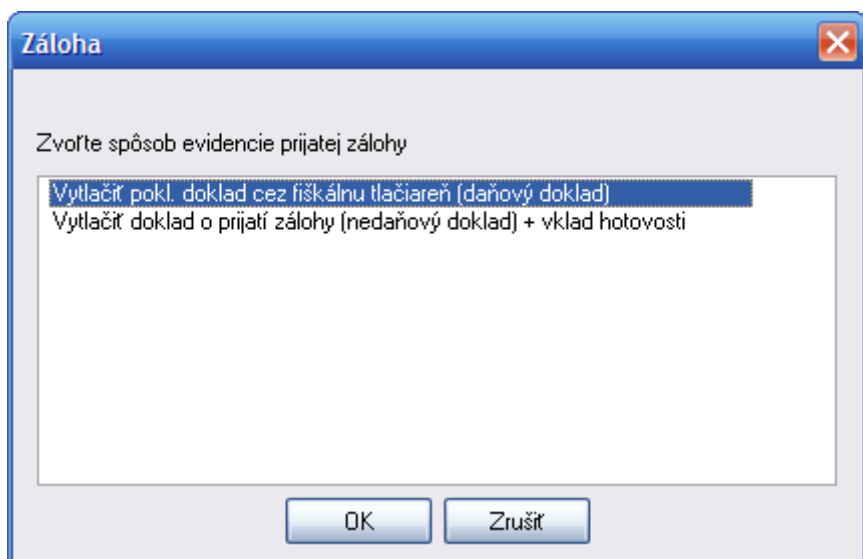 Záloha
Zvoľte spôsob evidencie prijatej zálohy
Vytlačiť pokl. doklad cez fiškálnu tlačiareň (daňový doklad)
Vytlačiť doklad o prijatí zálohy (nedaňový doklad) + vklad hotovosti
OK
Zrušiť